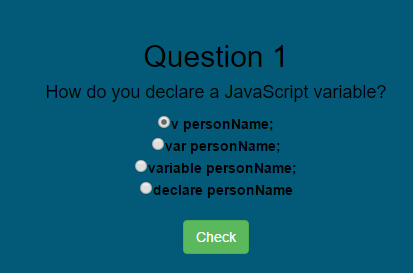 Question 1
How do you declare a JavaScript variable?
v personName;
var personName;
variable personName;
declare personName
Check